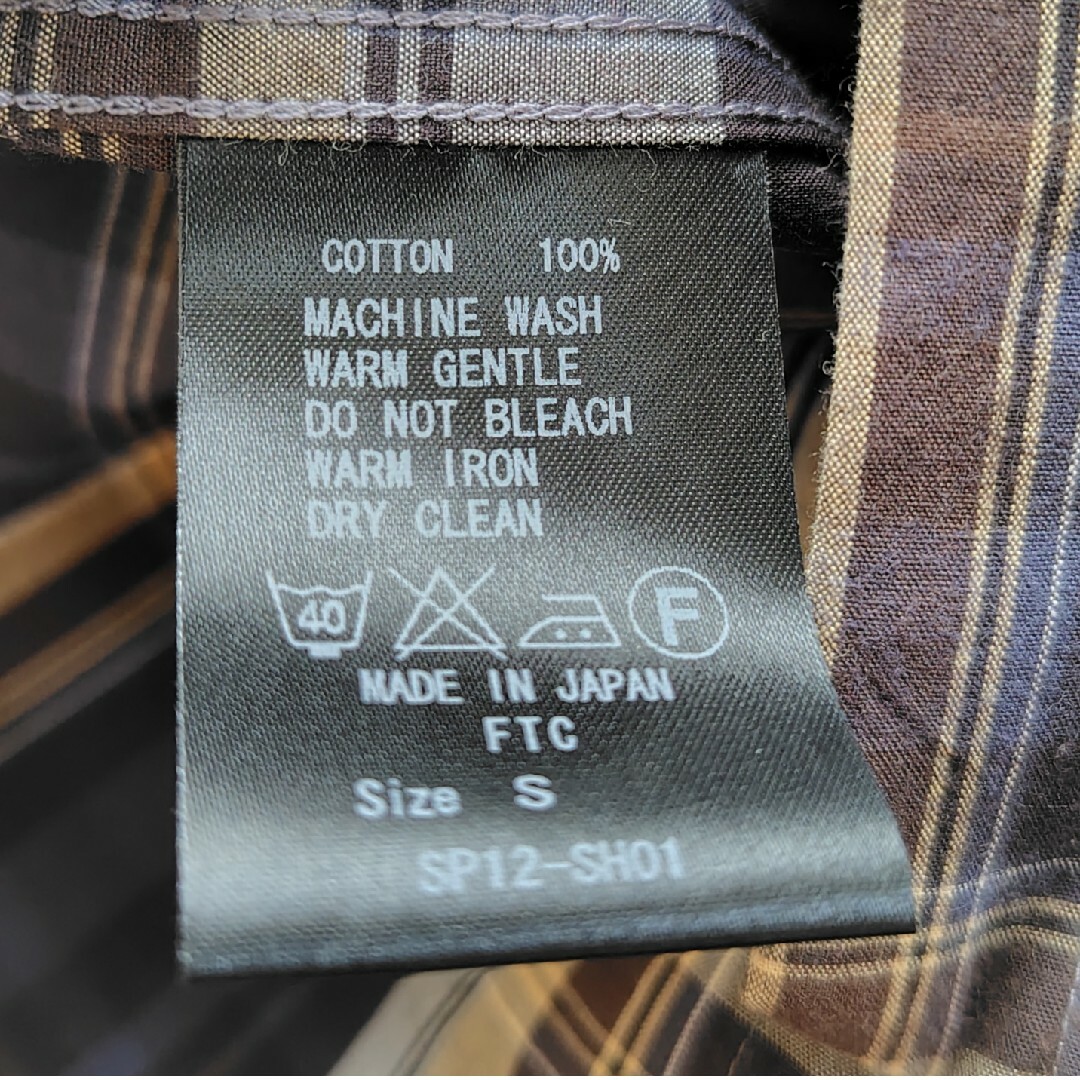 COTTON 100%
MACHINE WASH
WARM GENTLE
DO NOT BLEACH
WARM IRON
DRY CLEAN
40 F
MADE IN JAPAN
FTC
Size S
SP12-SH01